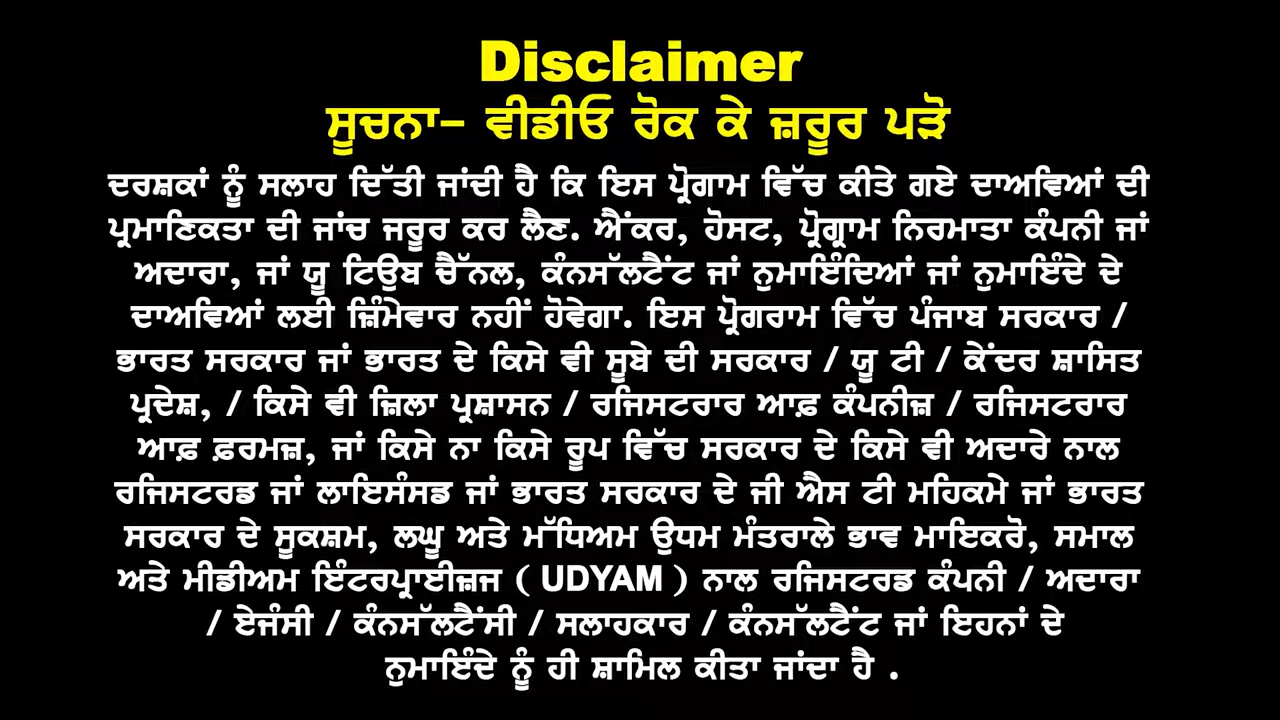 Disclaimer
ਸੂਚਨਾ- ਵੀਡੀਓ ਰੋਕ ਕੇ ਜ਼ਰੂਰ ਪੜੋ
ਦਰਸ਼ਕਾਂ ਨੂੰ ਸਲਾਹ ਦਿੱਤੀ ਜਾਂਦੀ ਹੈ ਕਿ ਇਸ ਪ੍ਰੋਗਾਮ ਵਿੱਚ ਕੀਤੇ ਗਏ ਦਾਅਵਿਆਂ ਦੀ
ਪ੍ਰਮਾਣਿਕਤਾ ਦੀ ਜਾਂਚ ਜਰੂਰ ਕਰ ਲੈਣ. ਐਂਕਰ, ਹੋਸਟ, ਪ੍ਰੋਗ੍ਰਾਮ ਨਿਰਮਾਤਾ ਕੰਪਨੀ ਜਾਂ
ਅਦਾਰਾ, ਜਾਂ ਯੂ ਟਿਉਬ ਚੈੱਨਲ, ਕੰਨਸੱਲਟੈਂਟ ਜਾਂ ਨੁਮਾਇੰਦਿਆਂ ਜਾਂ ਨੁਮਾਇੰਦੇ ਦੇ
ਦਾਅਵਿਆਂ ਲਈ ਜ਼ਿੰਮੇਵਾਰ ਨਹੀਂ ਹੋਵੇਗਾ. ਇਸ ਪ੍ਰੋਗਰਾਮ ਵਿੱਚ ਪੰਜਾਬ ਸਰਕਾਰ /
ਭਾਰਤ ਸਰਕਾਰ ਜਾਂ ਭਾਰਤ ਦੇ ਕਿਸੇ ਵੀ ਸੂਬੇ ਦੀ ਸਰਕਾਰ / ਯੂ ਟੀ / ਕੇਂਦਰ ਸ਼ਾਸਿਤ
ਪ੍ਰਦੇਸ਼, / ਕਿਸੇ ਵੀ ਜ਼ਿਲਾ ਪ੍ਰਸ਼ਾਸਨ / ਰਜਿਸਟਰਾਰ ਆਫ਼ ਕੰਪਨੀਜ਼ / ਰਜਿਸਟਰਾਰ
ਆਫ਼ ਫ਼ਰਮਜ਼, ਜਾਂ ਕਿਸੇ ਨਾ ਕਿਸੇ ਰੂਪ ਵਿੱਚ ਸਰਕਾਰ ਦੇ ਕਿਸੇ ਵੀ ਅਦਾਰੇ ਨਾਲ
ਰਜਿਸਟਰਡ ਜਾਂ ਲਾਇਸੰਸਡ ਜਾਂ ਭਾਰਤ ਸਰਕਾਰ ਦੇ ਜੀ ਐਸ ਟੀ ਮਹਿਕਮੇ ਜਾਂ ਭਾਰਤ
ਸਰਕਾਰ ਦੇ ਸੂਕਸ਼ਮ, ਲਘੂ ਅਤੇ ਮੱਧਿਅਮ ਉਧਮ ਮੰਤਰਾਲੇ ਭਾਵ ਮਾਇਕਰੋ, ਸਮਾਲ
ਅਤੇ ਮੀਡੀਅਮ ਇੰਟਰਪ੍ਰਾਈਜ਼ਜ ( UDYAM ) ਨਾਲ ਰਜਿਸਟਰਡ ਕੰਪਨੀ / ਅਦਾਰਾ
/ ਏਜੰਸੀ / ਕੰਨਸੱਲਟੈਂਸੀ / ਸਲਾਹਕਾਰ / ਕੰਨਸੱਲਟੈਂਟ ਜਾਂ ਇਹਨਾਂ ਦੇ
ਨੁਮਾਇੰਦੇ ਨੂੰ ਹੀ ਸ਼ਾਮਿਲ ਕੀਤਾ ਜਾਂਦਾ ਹੈ .